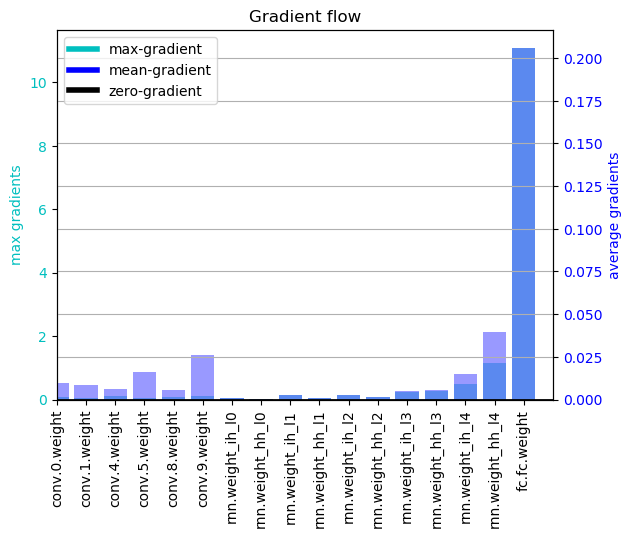 Gradient flow
max-gradient
mean-gradient
zero-gradient
10
8
6
4
2
0
max gradients
0.200
0.175
0.150
0.125
0.100
0.075
0.050
0.025
0.000
average gradients
conv.0.weight
conv.1.weight
conv.4.weight
conv.5.weight
conv.8.weight
conv.9.weight
rnn.weight_ih_l0
rnn.weight_hh_l0
rnn.weight_ih_l1
rnn.weight_hh_l1
rnn.weight_ih_l2
rnn.weight_hh_l2
rnn.weight_ih_l3
rnn.weight_hh_l3
rnn.weight_ih_l4
rnn.weight_hh_l4
fc.fc.weight